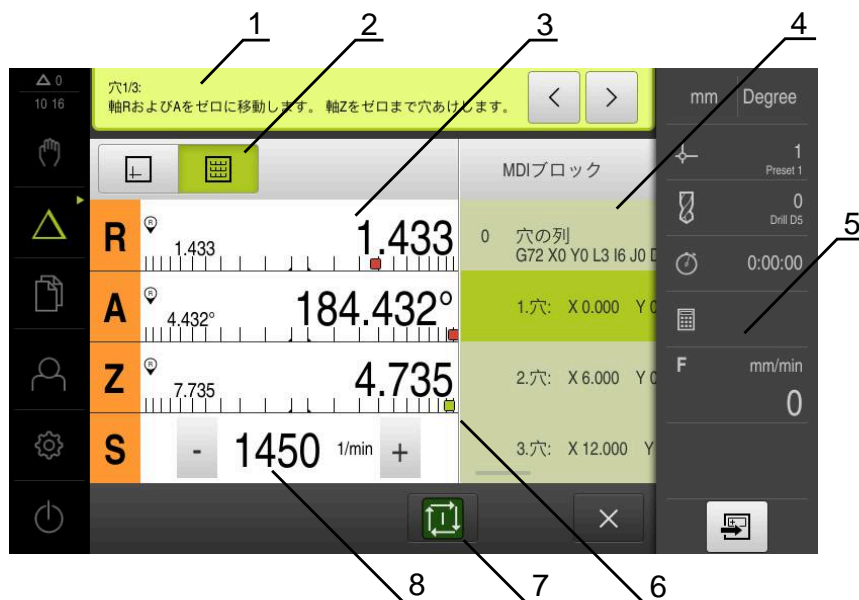 1 2 3 4
△ 0
10 16
穴1/3:
軸RおよびAをゼロに移動します。 軸Zをゼロまで穴あけします。
< >
mm Degree
MDIブロック
1
Preset 1
0
Drill D5
5
0:00:00
R R 1.433 1.433
0 穴の列
G72 X0 Y0 L3 I6 J0
A R 4.432° 184.432°
1.穴: X 0.000 Y
Z R 7.735 4.735
2.穴: X 6.000 Y
F mm/min
0
S - 1450 1/min +
3.穴: X 12.000 Y
8 7 6